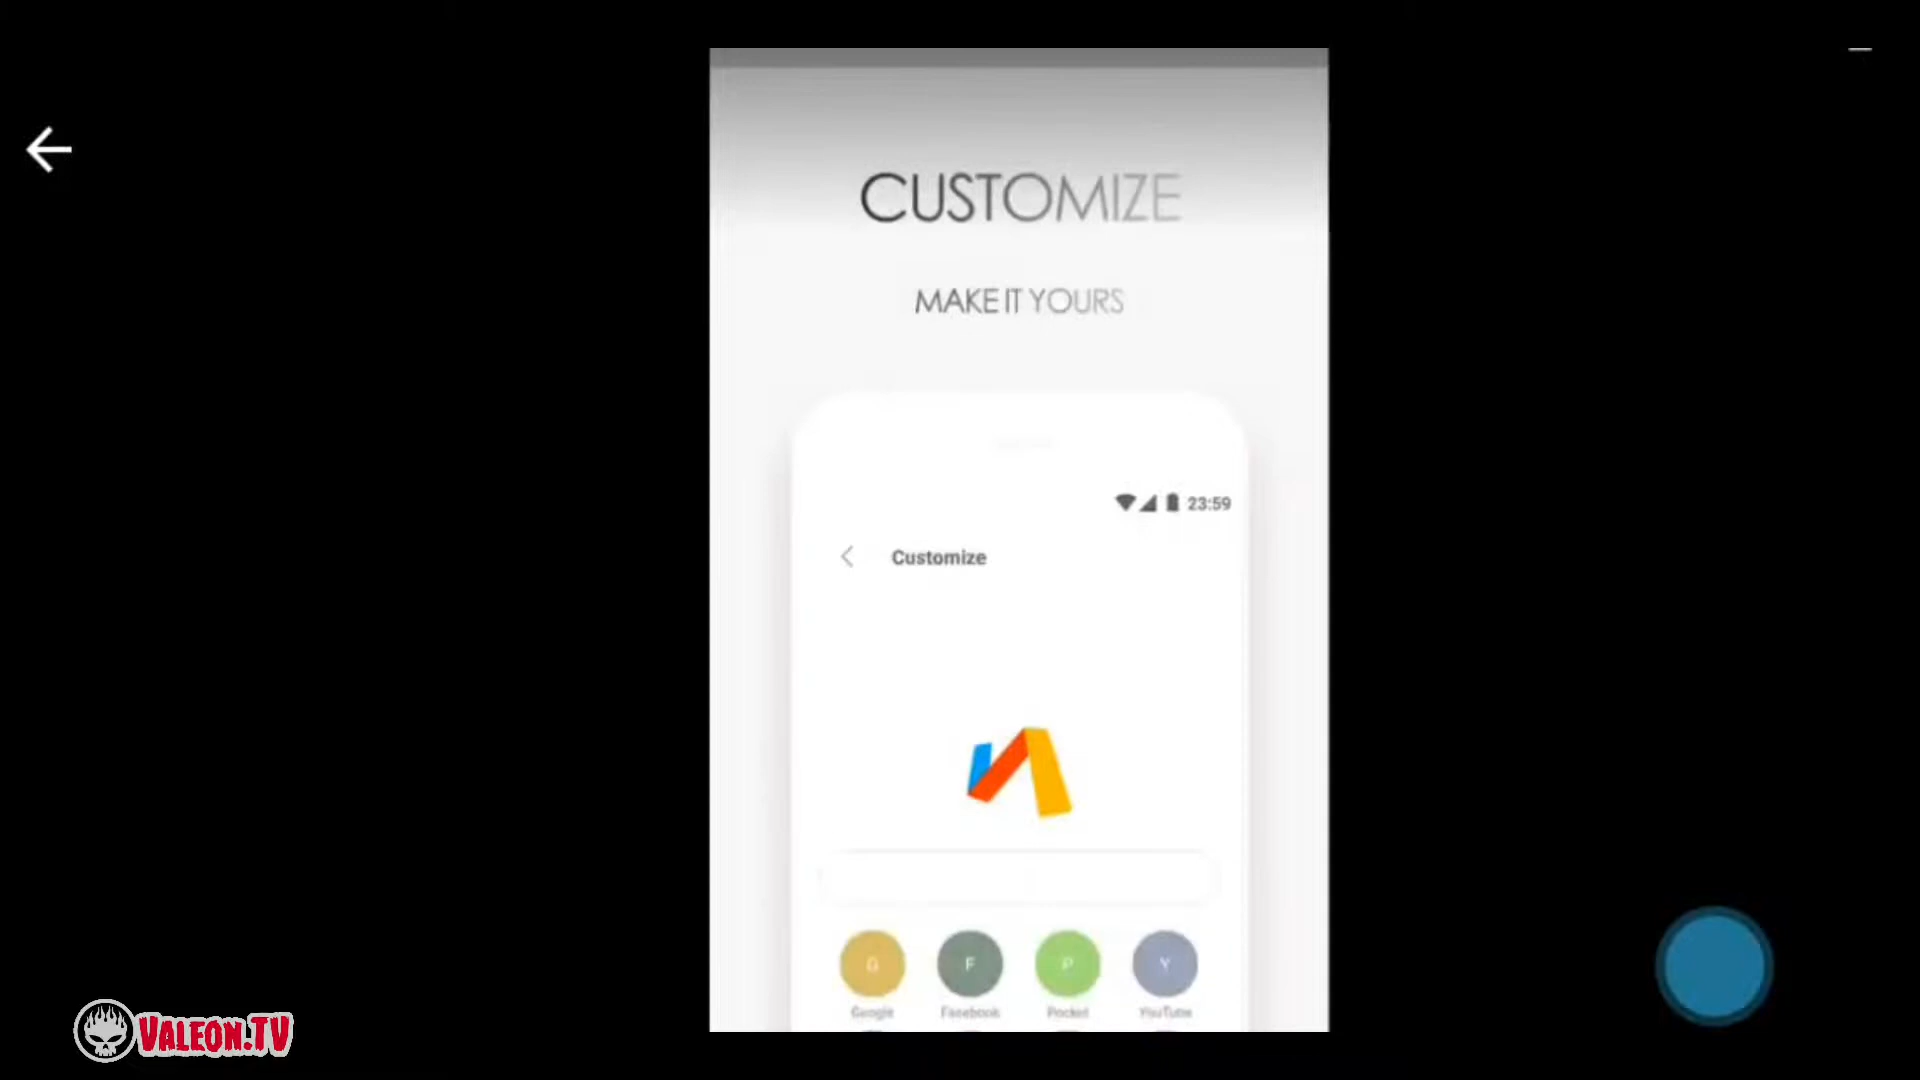 CUSTOMIZE
MAKE IT YOURS
23:59
Customize
G F P Y
Google Facebook Pocket YouTube
VALEON.TV